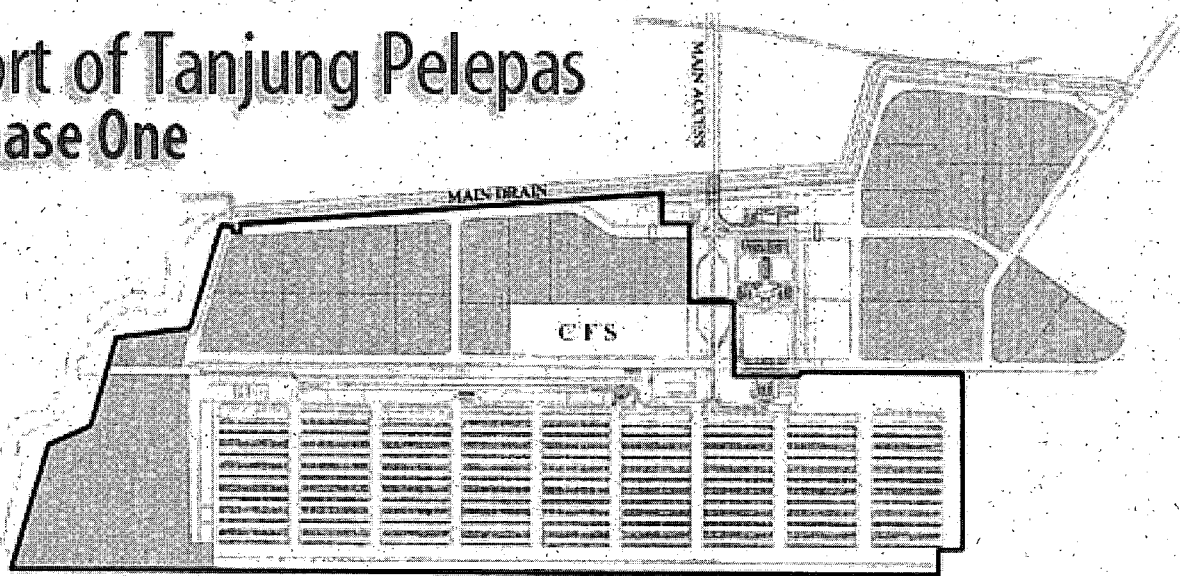 ort of Tanjung Pelepas
ase One
MAIN ACCESS
MAIN DRAIN
CFS